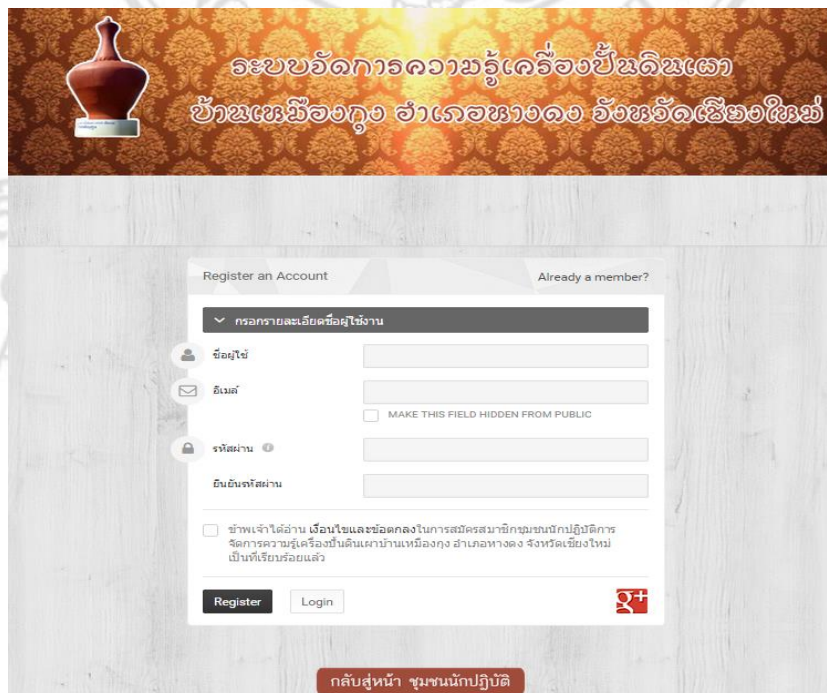 ระบบจัดการความรู้เครื่องปั้นดินเผา
บ้านเหมืองกุง อำเภอหางดง จังหวัดเชียงใหม่
Register an Account
Already a member?
กรอกรายละเอียดชื่อผู้ใช้งาน
ชื่อผู้ใช้
อีเมล์
MAKE THIS FIELD HIDDEN FROM PUBLIC
รหัสผ่าน
ยืนยันรหัสผ่าน
ข้าพเจ้าได้อ่าน เงื่อนไขและข้อตกลงในการสมัครสมาชิกชุมชนนักปฏิบัติการ
จัดการความรู้เครื่องปั้นดินเผาบ้านเหมืองกุง อำเภอหางดง จังหวัดเชียงใหม่
เป็นที่เรียบร้อยแล้ว
Register
Login
g+
กลับสู่หน้า ชุมชนนักปฏิบัติ